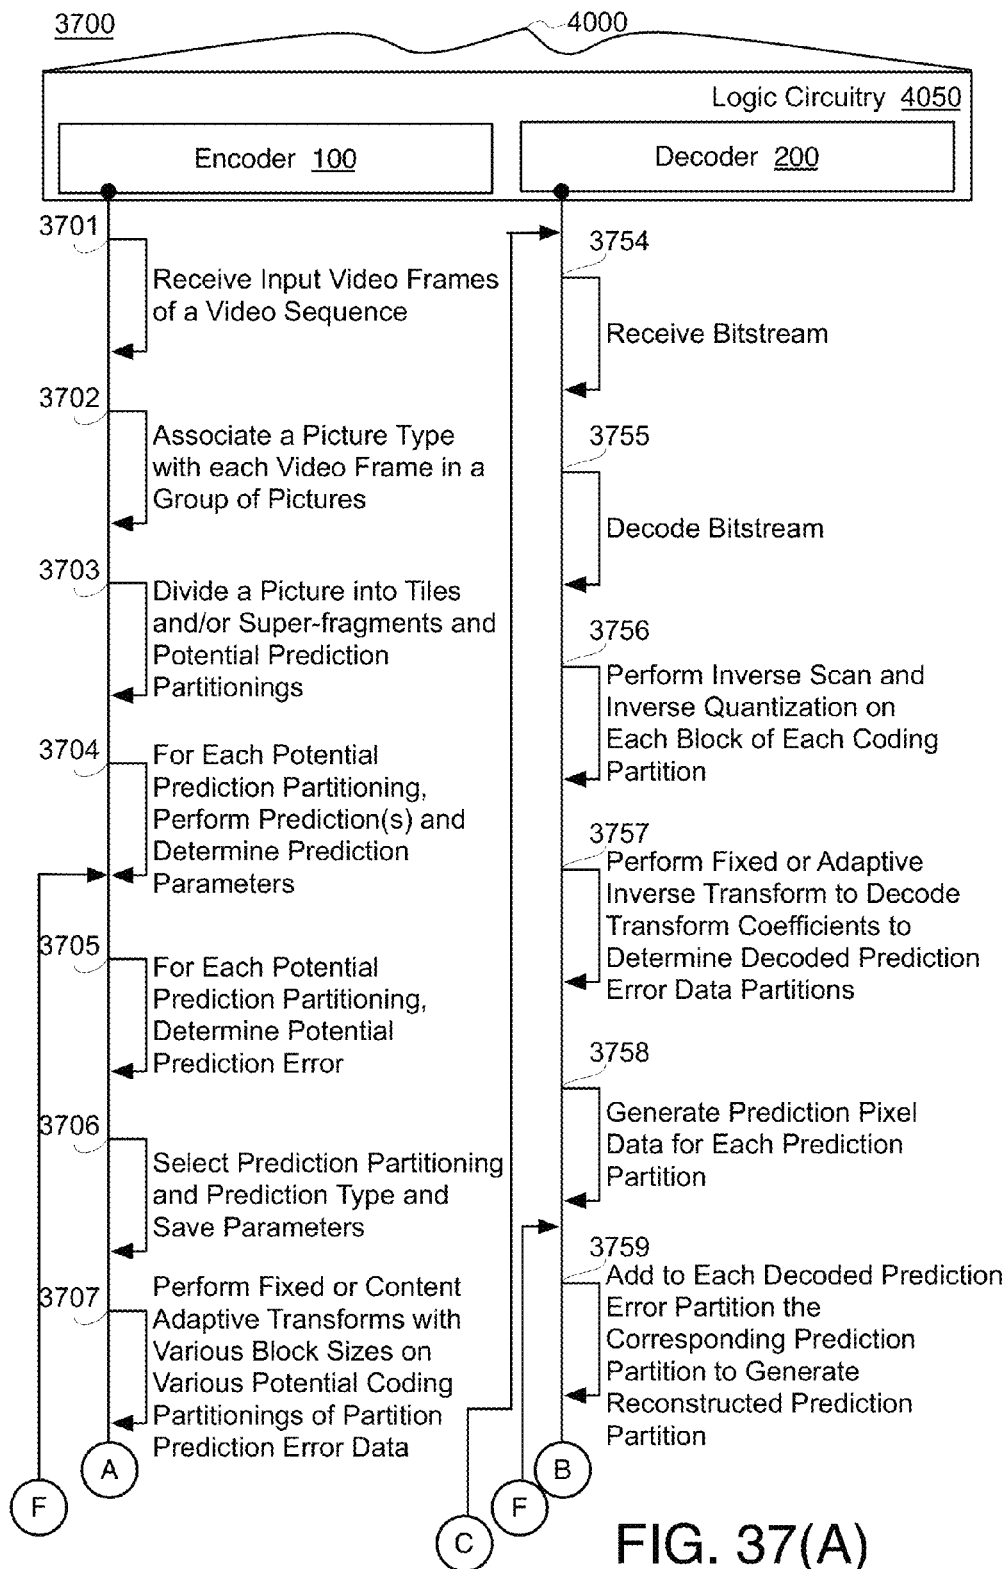 3700
4000
Logic Circuitry 4050
Encoder 100
Decoder 200
3701
Receive Input Video Frames
of a Video Sequence
3702
Associate a Picture Type
with each Video Frame in a
Group of Pictures
3703
Divide a Picture into Tiles
and/or Super-fragments and
Potential Prediction
Partitionings
3704
For Each Potential
Prediction Partitioning,
Perform Prediction(s) and
Determine Prediction
Parameters
3705
For Each Potential
Prediction Partitioning,
Determine Potential
Prediction Error
3706
Select Prediction Partitioning
and Prediction Type and
Save Parameters
3707
Perform Fixed or Content
Adaptive Transforms with
Various Block Sizes on
Various Potential Coding
Partitionings of Partition
Prediction Error Data
A
F
3754
Receive Bitstream
3755
Decode Bitstream
3756
Perform Inverse Scan and
Inverse Quantization on
Each Block of Each Coding
Partition
3757
Perform Fixed or Adaptive
Inverse Transform to Decode
Transform Coefficients to
Determine Decoded Prediction
Error Data Partitions
3758
Generate Prediction Pixel
Data for Each Prediction
Partition
3759
Add to Each Decoded Prediction
Error Partition the
Corresponding Prediction
Partition to Generate
Reconstructed Prediction
Partition
B
F
C
FIG. 37(A)